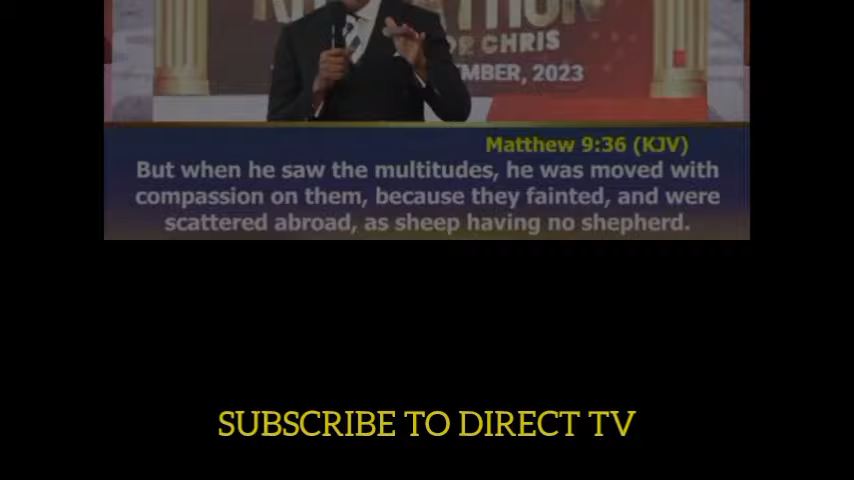 OR CHRIS
MBER, 2023
Matthew 9:36 (KJV)
But when he saw the multitudes, he was moved with
compassion on them, because they fainted, and were
scattered abroad, as sheep having no shepherd.
SUBSCRIBE TO DIRECT TV